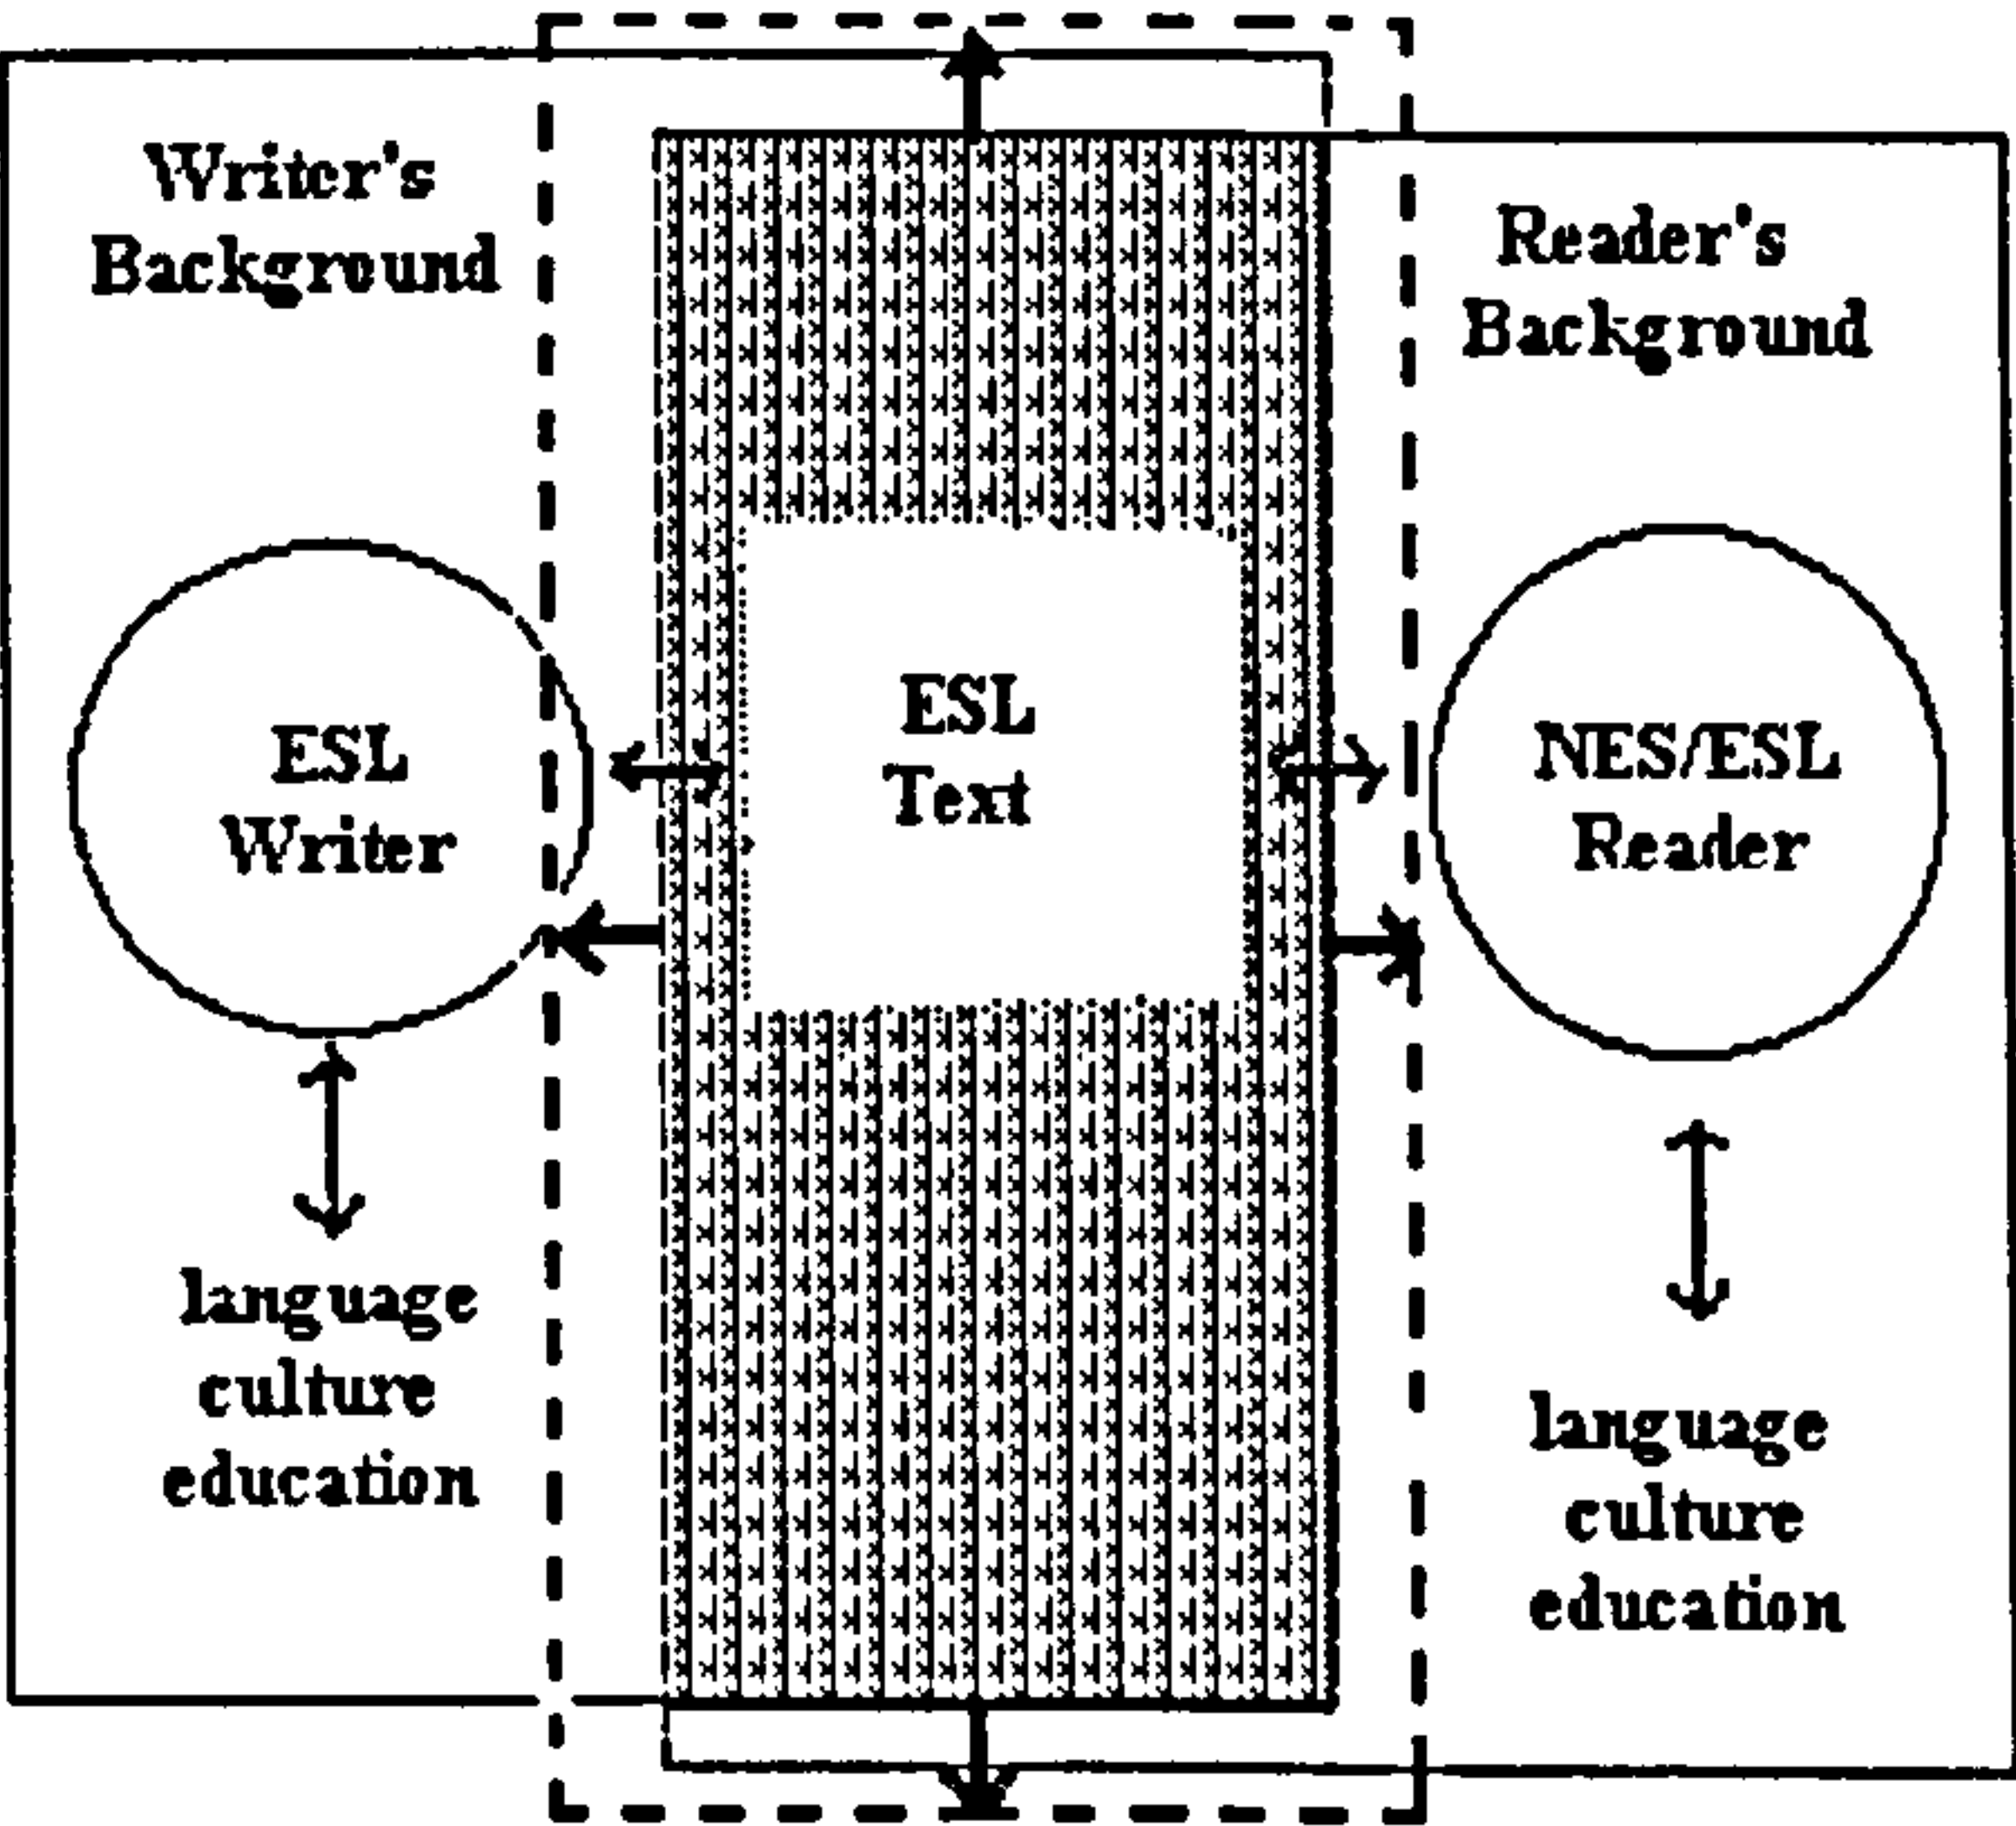 Writer's
Background
Reader's
Background
ESL
Writer
ESL
Text
NES/ESL
Reader
language
culture
education
language
culture
education